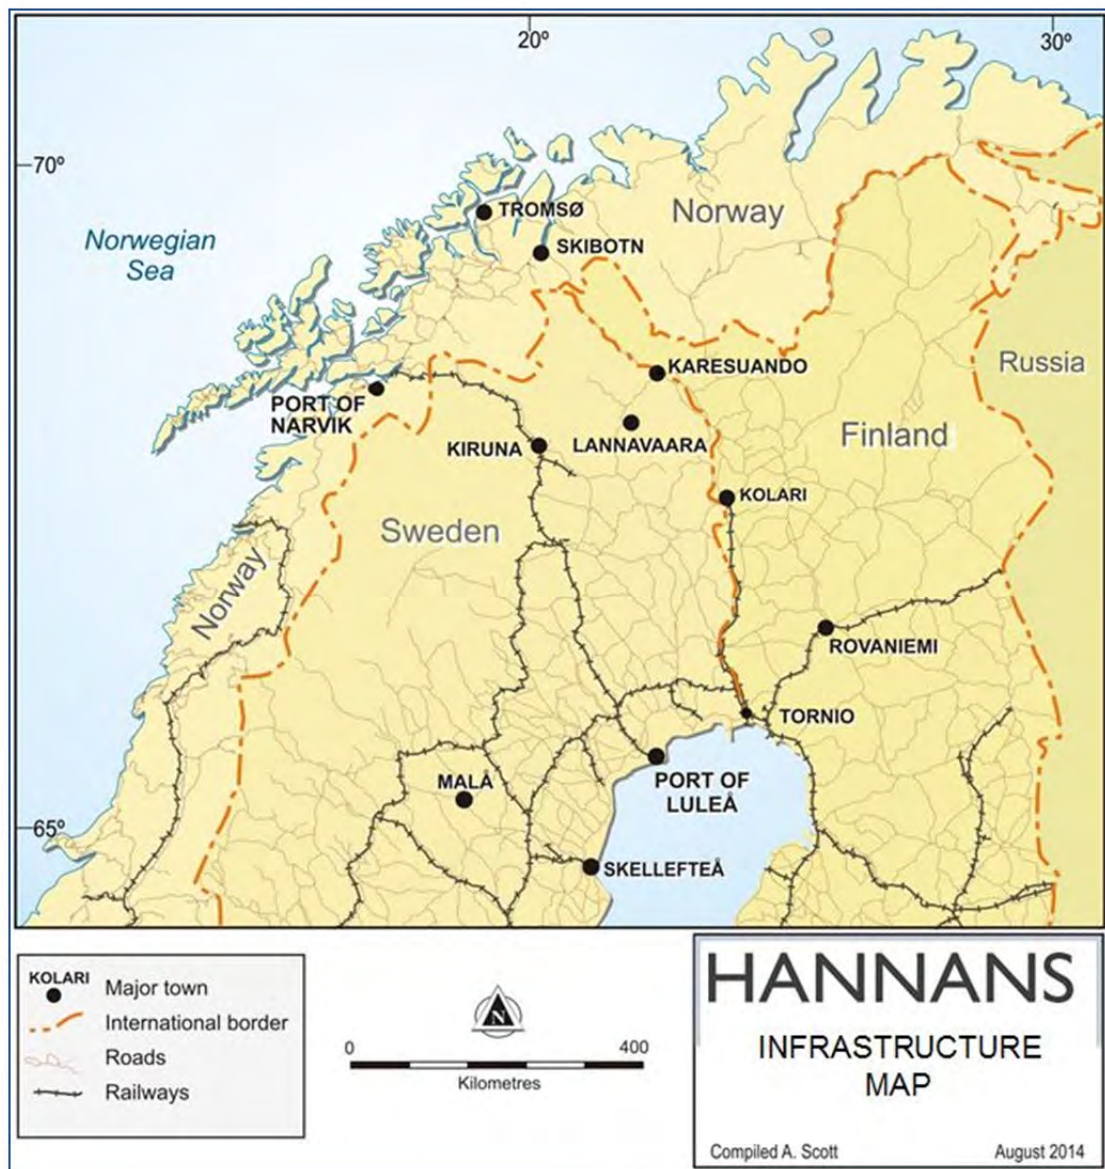 20º
30º
70º
Norwegian
Sea
TROMSØ
Norway
SKIBOTN
KARESUANDO
Russia
PORT OF
NARVIK
KIRUNA
LANNAVAARA
Finland
KOLARI
Sweden
Norway
ROVANIEMI
TORNIO
MALÅ
PORT OF
LULEÅ
65º
SKELLEFTEÅ
KOLARI
Major town
International border
Roads
Railways
N
0
400
Kilometres
HANNANS
INFRASTRUCTURE
MAP
Compiled A. Scott
August 2014